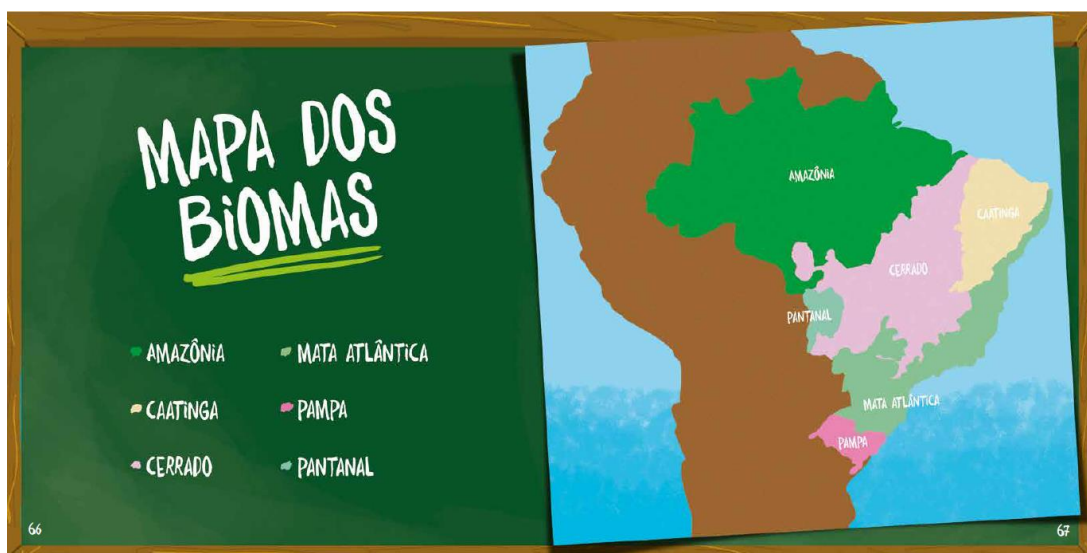 MAPA DOS
BiOMAS
AMAZÔNiA
MATA ATLÂNTICA
CAATiNGA
PAMPA
CERRADO
PANTANAL
66
AMAZÔNiA
CAATINGA
CERRADO
PANTANAL
MATA ATLÂNTICA
PAMPA
67